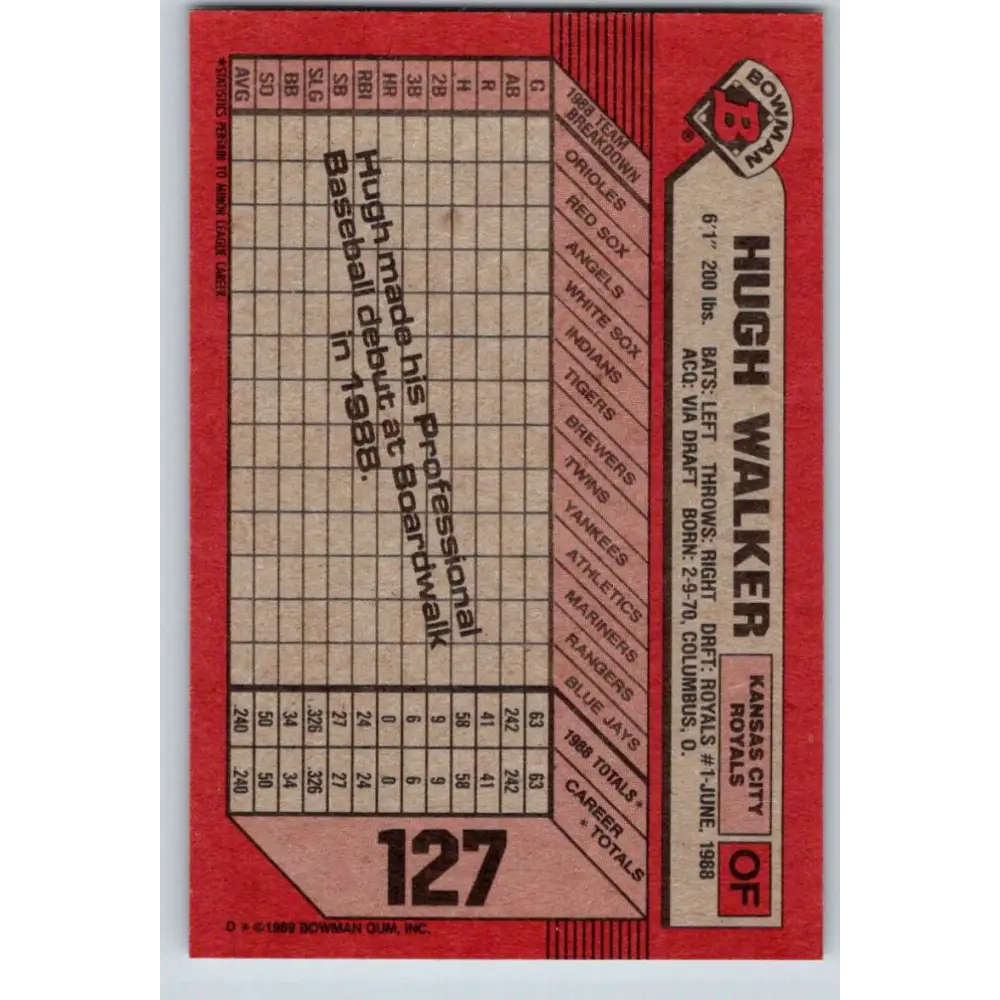 BOWMAN
B
®
HUGH WALKER
KANSAS CITY
ROYALS
OF
6'1" 200 lbs. BATS: LEFT THROWS: RIGHT DRFT: ROYALS #1-JUNE, 1988
ACQ: VIA DRAFT BORN: 2-9-70, COLUMBUS, O.
1988 TEAM
BREAKDOWN
ORIOLES
RED SOX
ANGELS
WHITE SOX
INDIANS
TIGERS
BREWERS
TWINS
YANKEES
ATHLETICS
MARINERS
RANGERS
BLUE JAYS
1988 TOTALS*
CAREER
* TOTALS
G 63 63
AB 242 242
R 41 41
H 58 58
2B 9 9
3B 6 6
HR 0 0
RBI 24 24
SB 27 27
SLG .326 .326
BB 34 34
SO 50 50
AVG .240 .240
Hugh made his Professional
Baseball debut at Boardwalk
in 1988.
127
*STATISTICS PERTAIN TO MINOR LEAGUE CAREER
D * ©1989 BOWMAN GUM, INC.